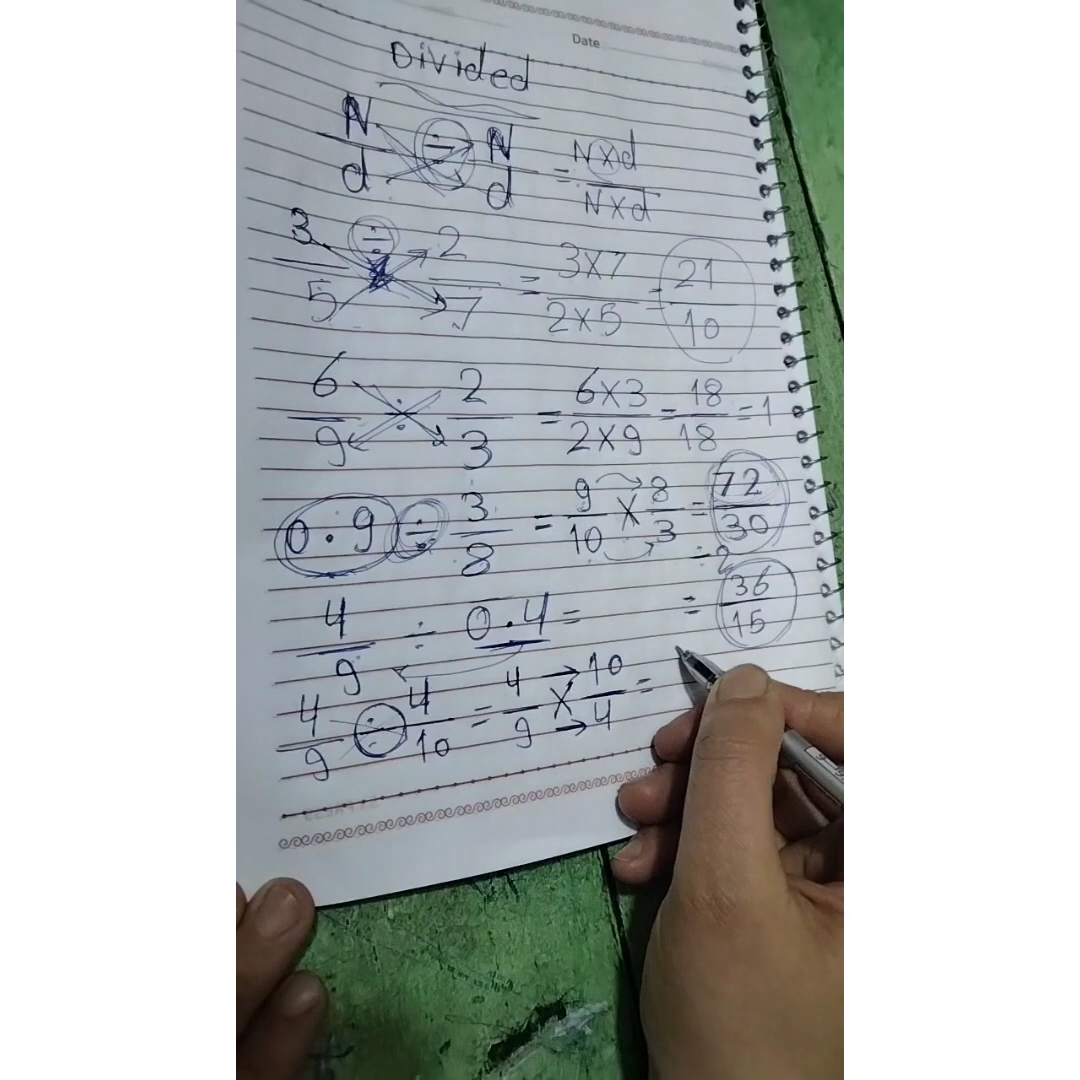 Date
Divided
N/d ÷ N/d = N×d/N×d
3/5 ÷ 2/7 = 3×7/2×5 = 21/10
6/9 ÷ 2/3 = 6×3/2×9 = 18/18 = 1
0.9 ÷ 3/8 = 9/10 × 8/3 = 72/30
÷2
4/9 ÷ 0.4 = = 36/15
4/9 ÷ 4/10 = 4/9 × 10/4 =